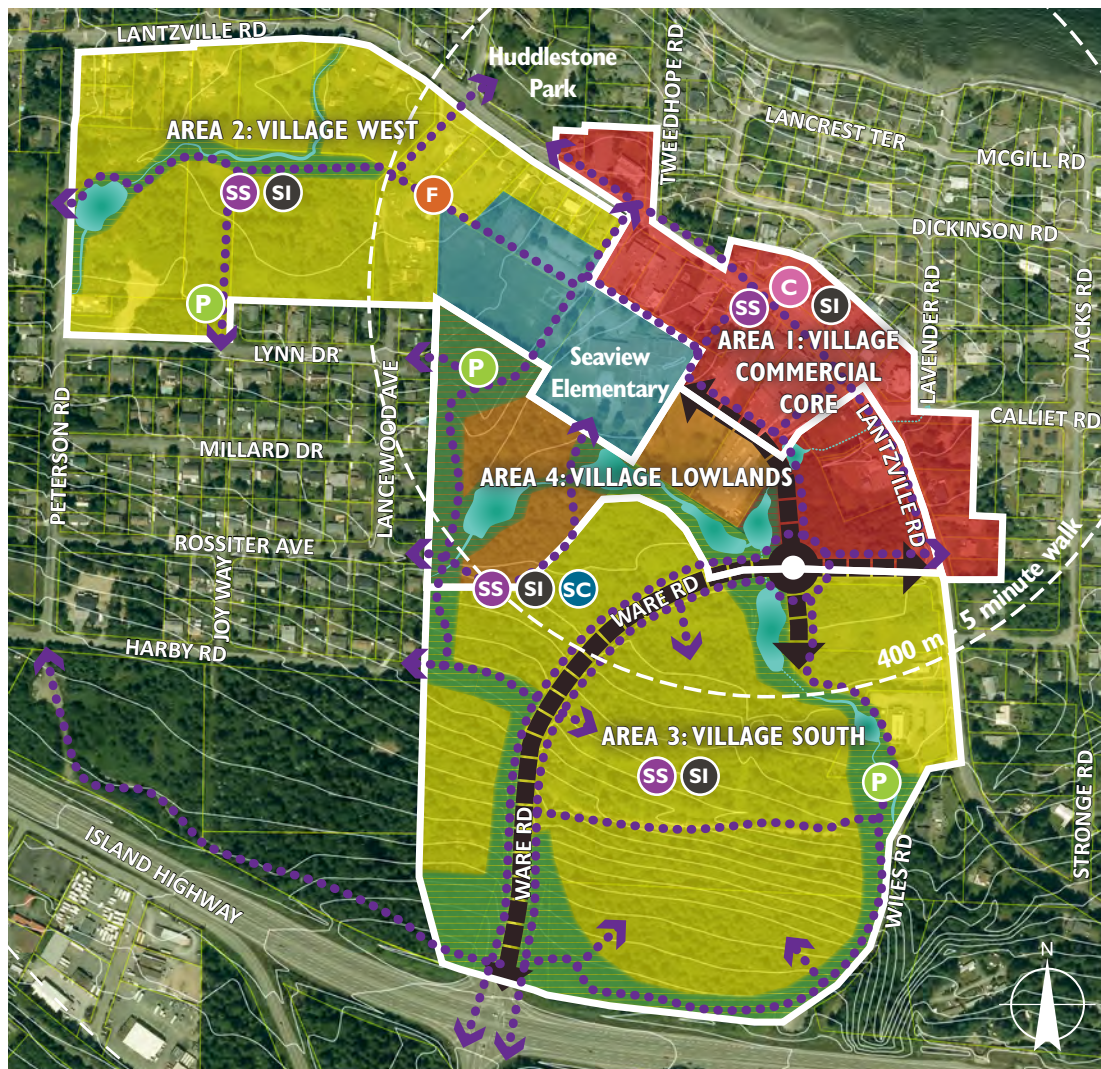 LANTZVILLE RD
Huddlestone
Park
TWEEDHOPE RD
LANCREST TER
MCGILL RD
AREA 2: VILLAGE WEST
SS
SI
F
DICKINSON RD
P
C
SS
SI
LAVENDER RD
JACKS RD
LYNN DR
P
Seaview
Elementary
AREA 1: VILLAGE
COMMERCIAL
CORE
CALLIET RD
PETERSON RD
LANCEWOOD AVE
MILLARD DR
LANTZVILLE RD
AREA 4: VILLAGE LOWLANDS
ROSSITER AVE
JOY WAY
SS
SI
SC
WARE RD
400 m - 5 minute walk
HARBY RD
AREA 3: VILLAGE SOUTH
SS
SI
P
STRONGE RD
WARE RD
WILES RD
ISLAND HIGHWAY
N